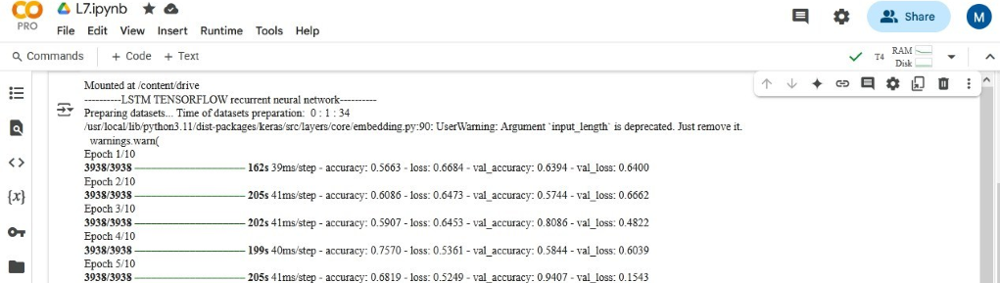 CO
PRO
L7.ipynb
File Edit View Insert Runtime Tools Help
Share
M
Commands + Code + Text
T4 RAM
Disk
Mounted at /content/drive
----------LSTM TENSORFLOW recurrent neural network----------
Preparing datasets... Time of datasets preparation: 0 : 1 : 34
/usr/local/lib/python3.11/dist-packages/keras/src/layers/core/embedding.py:90: UserWarning: Argument `input_length` is deprecated. Just remove it.
warnings.warn(
Epoch 1/10
3938/3938 162s 39ms/step - accuracy: 0.5663 - loss: 0.6684 - val_accuracy: 0.6394 - val_loss: 0.6400
Epoch 2/10
3938/3938 205s 41ms/step - accuracy: 0.6086 - loss: 0.6473 - val_accuracy: 0.5744 - val_loss: 0.6662
Epoch 3/10
3938/3938 202s 41ms/step - accuracy: 0.5907 - loss: 0.6453 - val_accuracy: 0.8086 - val_loss: 0.4822
Epoch 4/10
3938/3938 199s 40ms/step - accuracy: 0.7570 - loss: 0.5361 - val_accuracy: 0.5844 - val_loss: 0.6039
Epoch 5/10
3938/3938 205s 41ms/step - accuracy: 0.6819 - loss: 0.5249 - val_accuracy: 0.9407 - val_loss: 0.1543